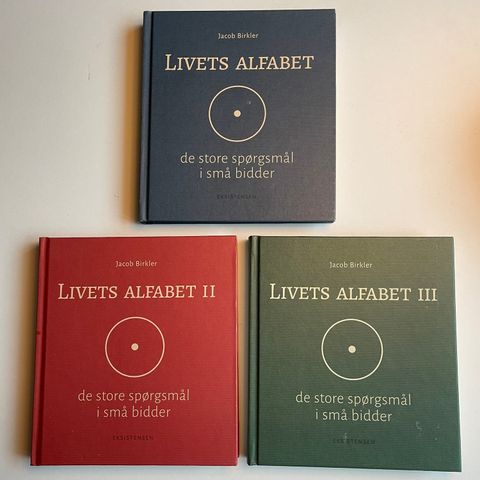 Jacob Birkler
LIVETS ALFABET
de store spørgsmål
i små bidder
EKSISTENSEN
Jacob Birkler
LIVETS ALFABET II
de store spørgsmål
i små bidder
EKSISTENSEN
Jacob Birkler
LIVETS ALFABET III
de store spørgsmål
i små bidder
EKSISTENSEN